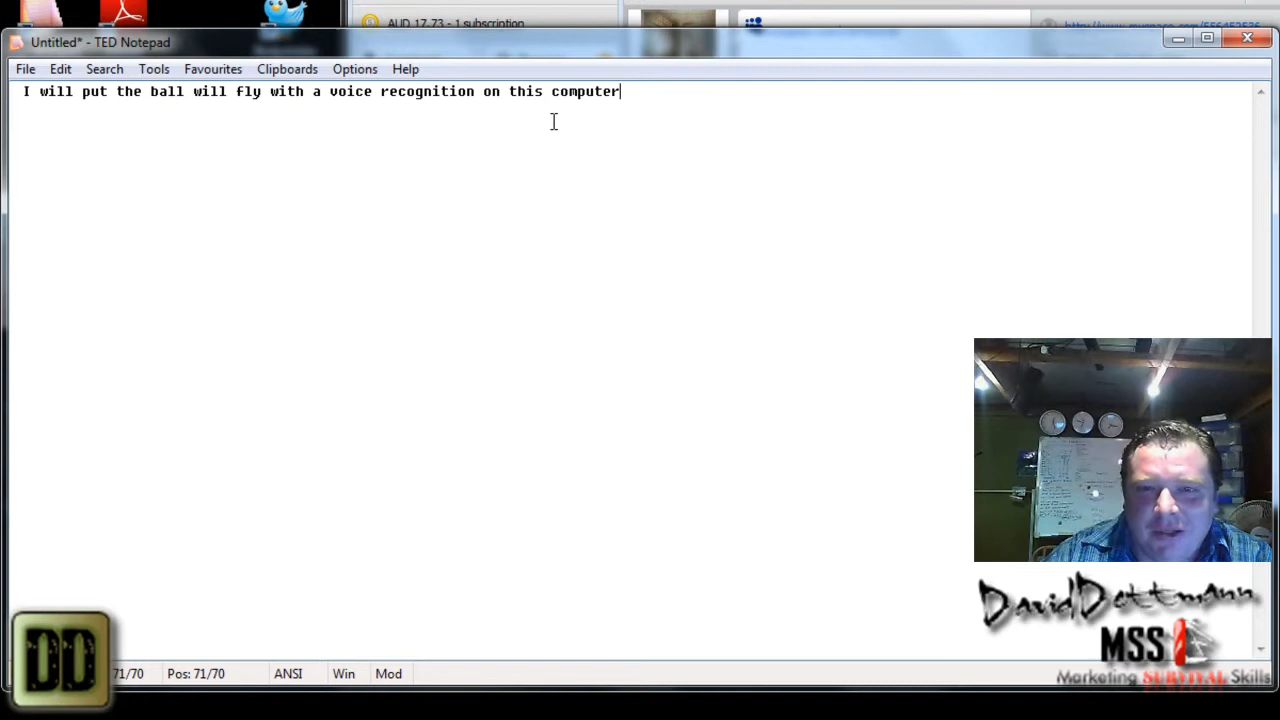 AUD 17.73 - 1 subscription
Untitled* - TED Notepad
File Edit Search Tools Favourites Clipboards Options Help
I will put the ball will fly with a voice recognition on this computer
DavidDettmann
MSS
Marketing SURVIVAL Skills
DD
71/70 Pos: 71/70 ANSI Win Mod